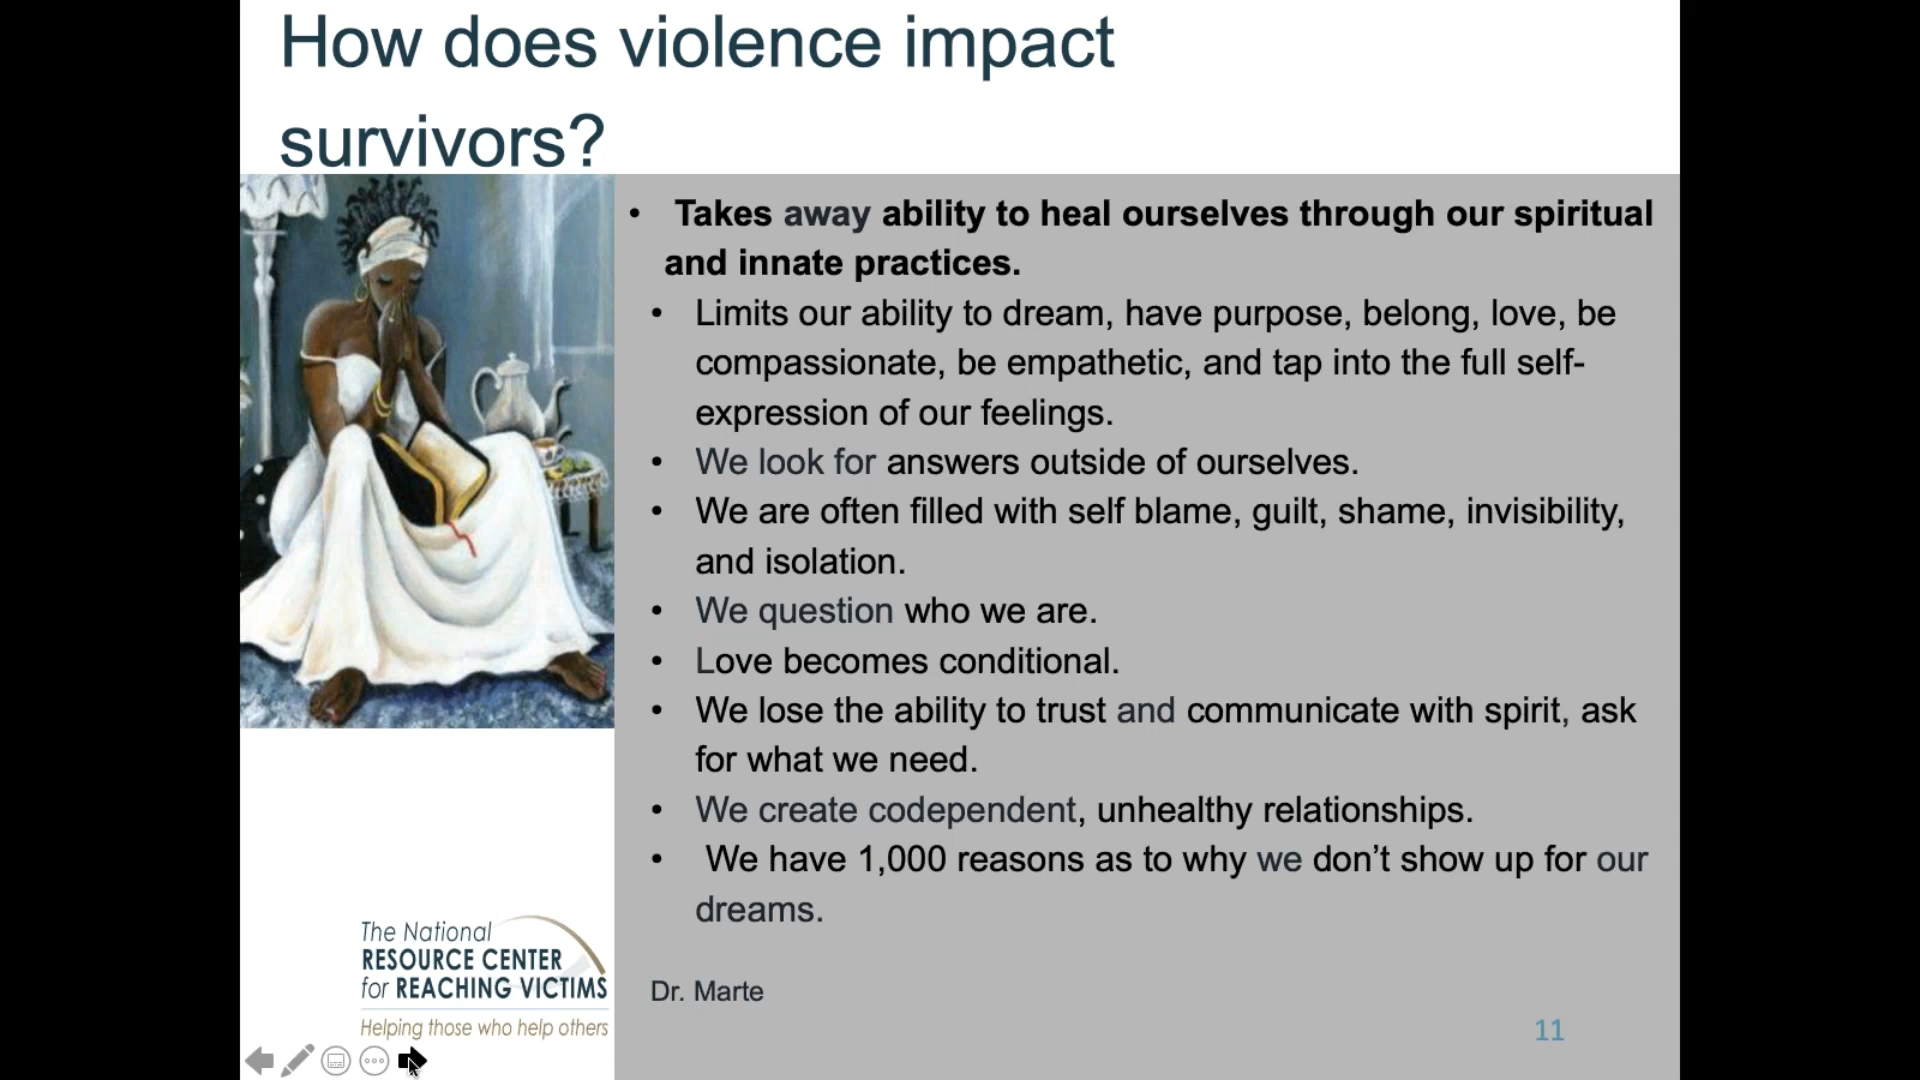 How does violence impact
survivors?
• Takes away ability to heal ourselves through our spiritual
and innate practices.
• Limits our ability to dream, have purpose, belong, love, be
compassionate, be empathetic, and tap into the full self-
expression of our feelings.
• We look for answers outside of ourselves.
• We are often filled with self blame, guilt, shame, invisibility,
and isolation.
• We question who we are.
• Love becomes conditional.
• We lose the ability to trust and communicate with spirit, ask
for what we need.
• We create codependent, unhealthy relationships.
• We have 1,000 reasons as to why we don’t show up for our
dreams.
Dr. Marte
The National
RESOURCE CENTER
for REACHING VICTIMS
Helping those who help others
11